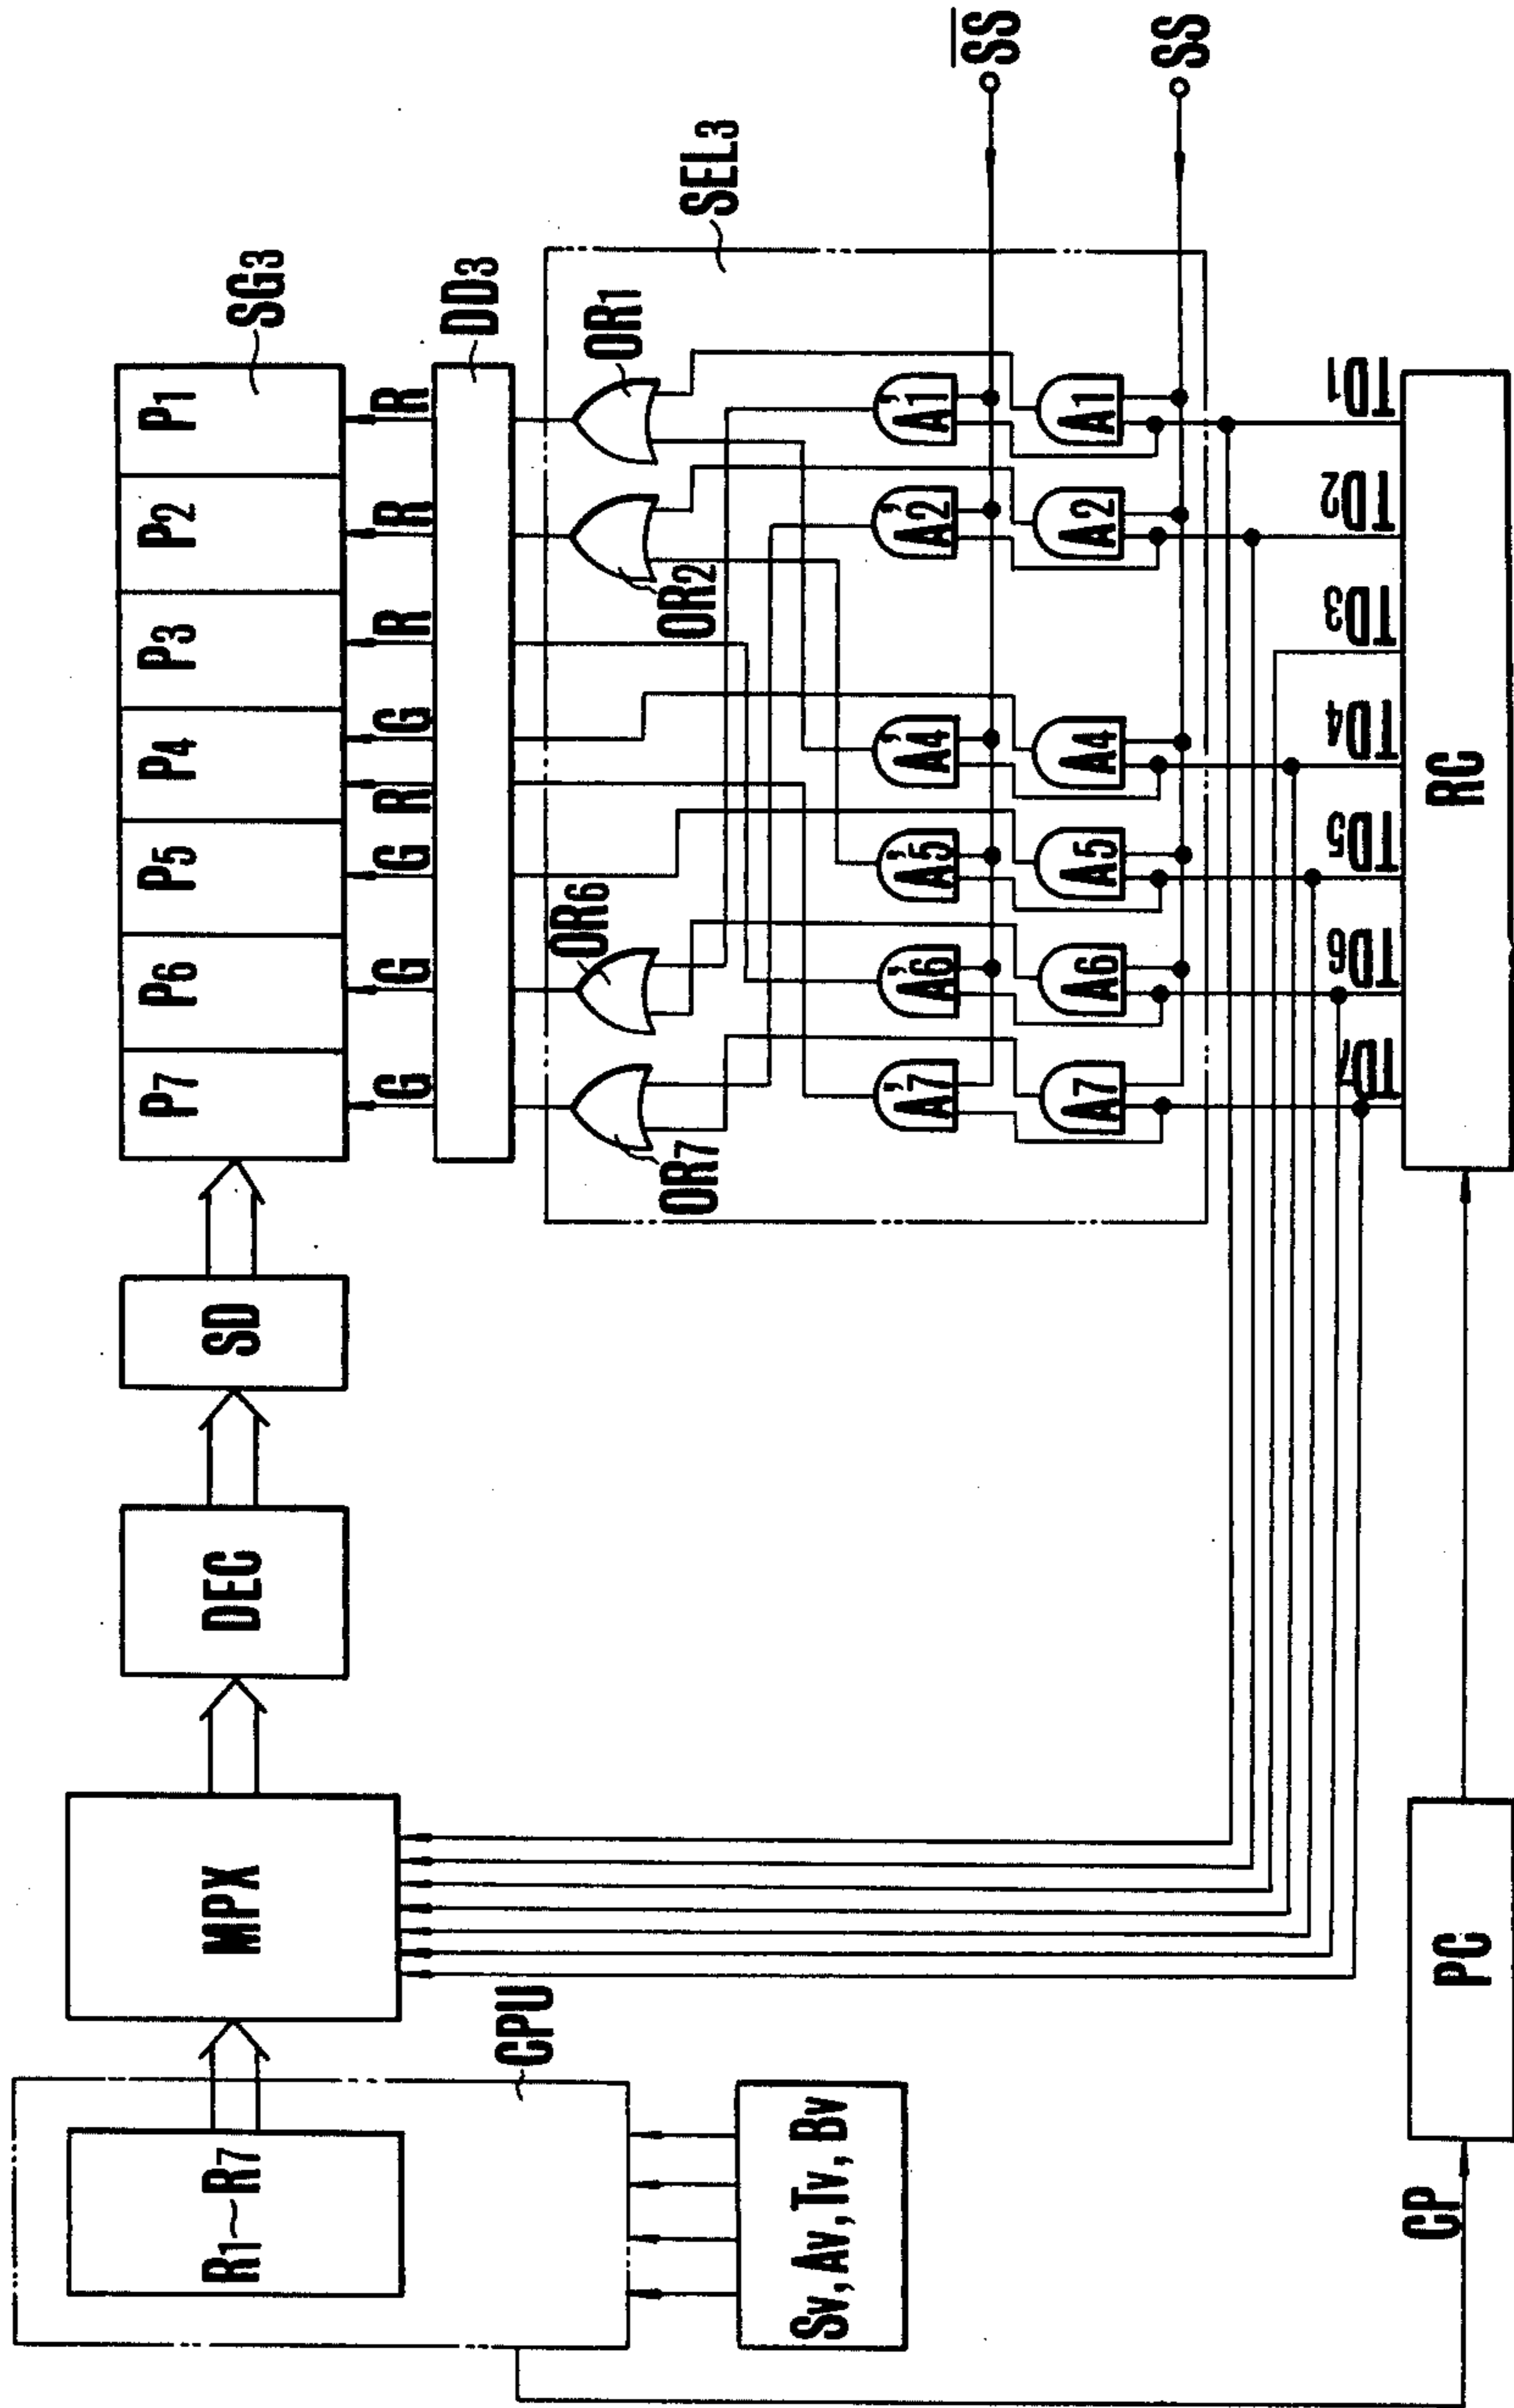 P7 P6 P5 P4 P3 P2 P1
SG3
G G G G R R R R
DD3
SEL3
OR7
OR6
OR2
OR1
A7' A6' A5' A4' A2' A1'
A7 A6 A5 A4 A2 A1
S̅S̅
SS
TD7 TD6 TD5 TD4 TD3 TD2 TD1
RC
SD
DEC
MPX
CPU
R1~R7
Sv, Av, Tv, Bv
CP
PC